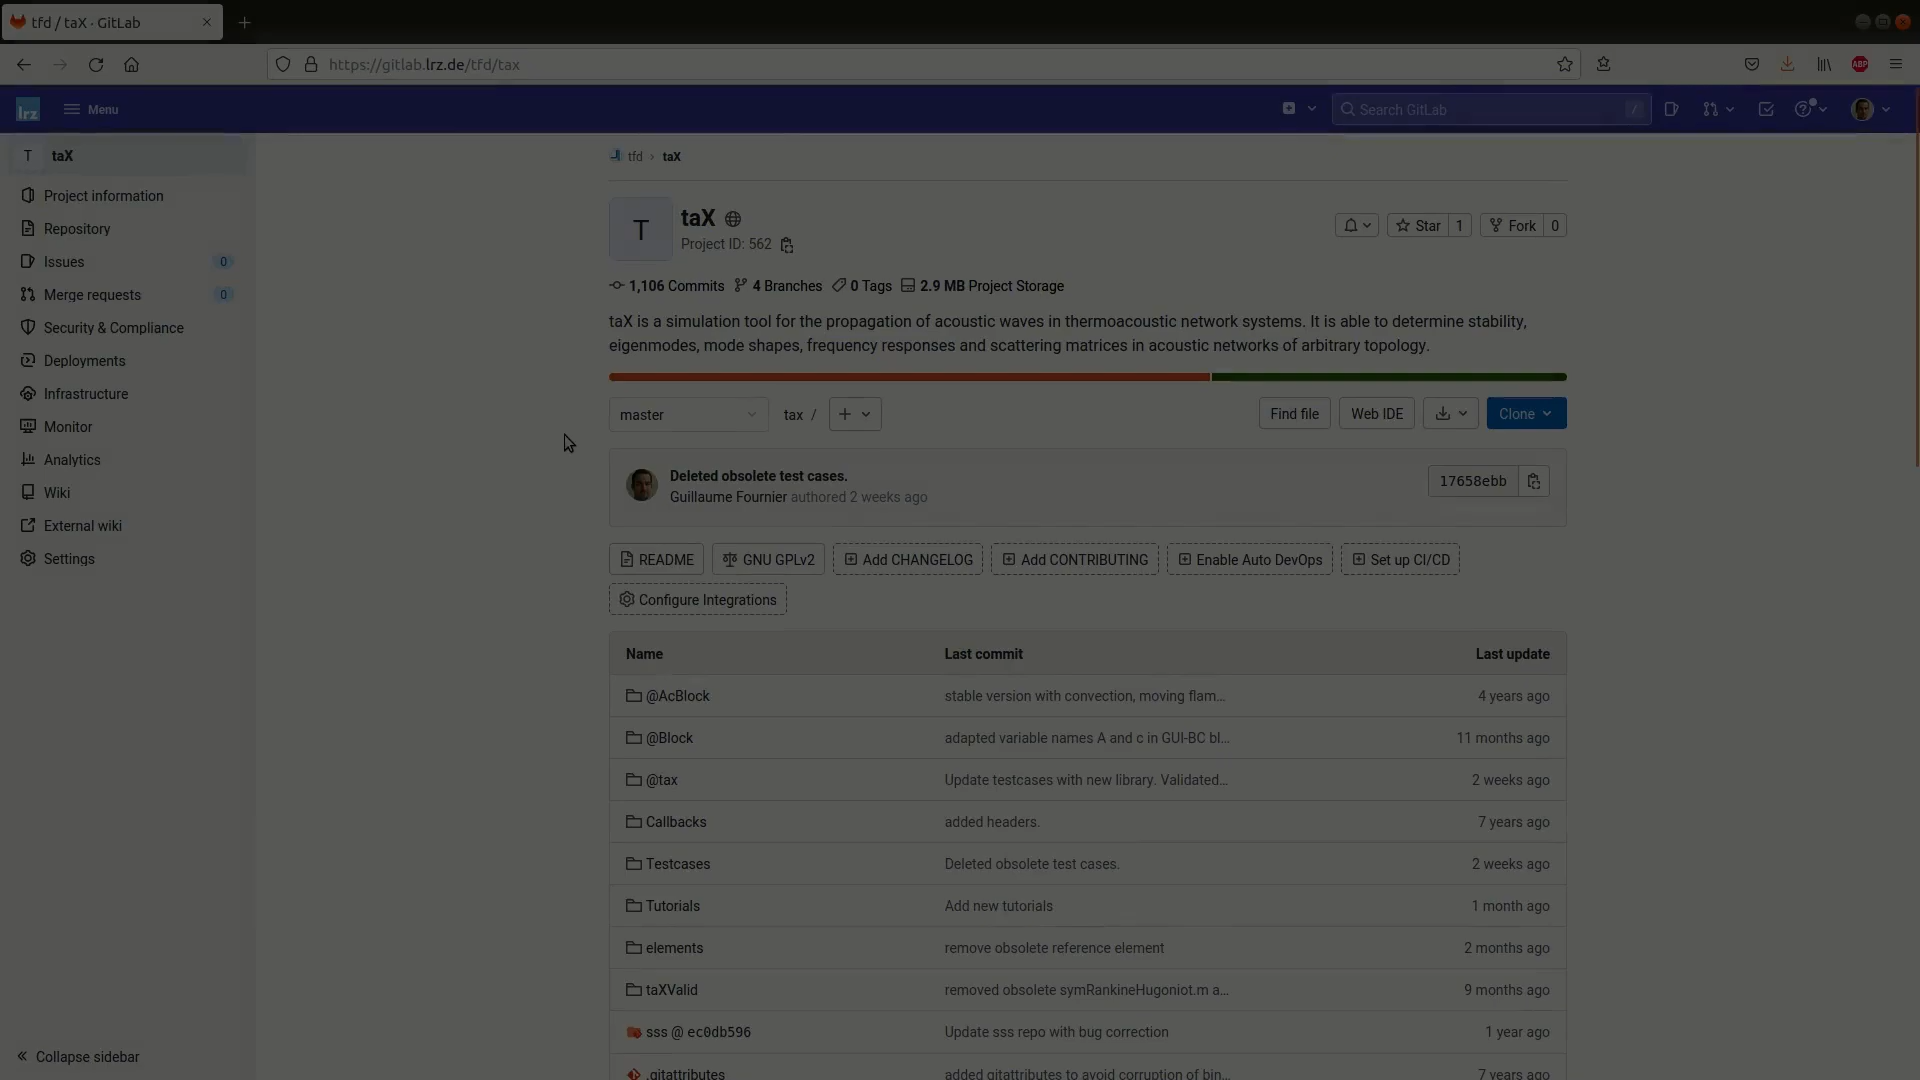 tfd / taX · GitLab
https://gitlab.lrz.de/tfd/tax
ABP
lrz
Menu
Search GitLab
/
T
taX
Project information
Repository
Issues
0
Merge requests
0
Security & Compliance
Deployments
Infrastructure
Monitor
Analytics
Wiki
External wiki
Settings
Collapse sidebar
tfd › taX
T
taX
Project ID: 562
Star 1
Fork 0
1,106 Commits 4 Branches 0 Tags 2.9 MB Project Storage
taX is a simulation tool for the propagation of acoustic waves in thermoacoustic network systems. It is able to determine stability,
eigenmodes, mode shapes, frequency responses and scattering matrices in acoustic networks of arbitrary topology.
master
tax /
Find file
Web IDE
Clone
Deleted obsolete test cases.
Guillaume Fournier authored 2 weeks ago
17658ebb
README
GNU GPLv2
Add CHANGELOG
Add CONTRIBUTING
Enable Auto DevOps
Set up CI/CD
Configure Integrations
Name Last commit Last update
@AcBlock stable version with convection, moving flam... 4 years ago
@Block adapted variable names A and c in GUI-BC bl... 11 months ago
@tax Update testcases with new library. Validated... 2 weeks ago
Callbacks added headers. 7 years ago
Testcases Deleted obsolete test cases. 2 weeks ago
Tutorials Add new tutorials 1 month ago
elements remove obsolete reference element 2 months ago
taXValid removed obsolete symRankineHugoniot.m a... 9 months ago
sss @ ec0db596 Update sss repo with bug correction 1 year ago
.gitattributes added gitattributes to avoid corruption of bin... 7 years ago